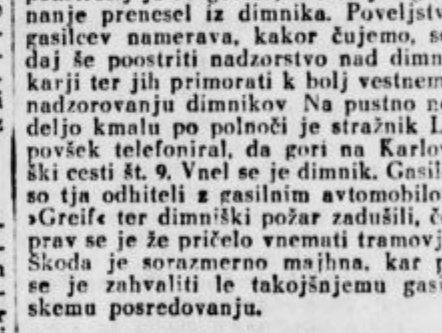 nanje prenesel iz dimnika. Poveljstv
gasilcev namerava, kakor čujemo, se
daj še poostriti nadzorstvo nad dimn
karji ter jih primorati k bolj vestnem
nadzorovanju dimnikov Na pustno ne
deljo kmalu po polnoči je stražnik L
povšek telefoniral, da gori na Karlov
ški cesti št. 9. Vnel se je dimnik. Gasil
so tja odhiteli z gasilnim avtomobilo
»Greif« ter dimniški požar zadušili, č
prav se je že pričelo vnemati tramovj
Škoda je sorazmerno majhna, kar g
se je zahvaliti le takojšnjemu gasi
skemu posredovanju.